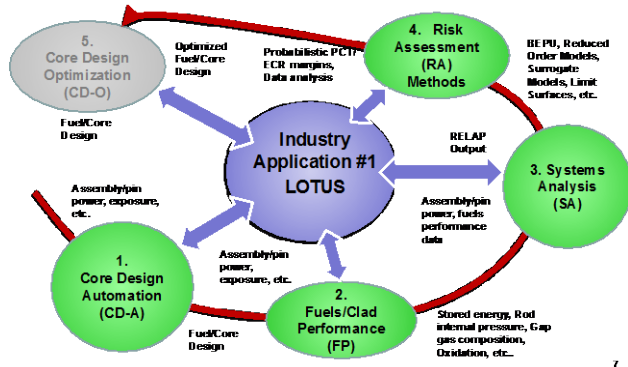 5.
Core Design
Optimization
(CD-O)
Optimized
Fuel/Core
Design
Fuel/Core
Design
Probabilistic PCT/
ECR margins,
Data analysis
4. Risk
Assessment
(RA)
Methods
BEPU, Reduced
Order Models,
Surrogate
Models, Limit
Surfaces, etc.
Industry
Application #1
LOTUS
RELAP
Output
3. Systems
Analysis
(SA)
Assembly/pin
power, fuels
performance
data
Assembly/pin
power, exposure,
etc.
1.
Core Design
Automation
(CD-A)
Assembly/pin
power,
exposure, etc.
Fuel/Core
Design
2.
Fuels/Clad
Performance
(FP)
Stored energy, Rod
internal pressure, Gap
gas composition,
Oxidation, etc...
7